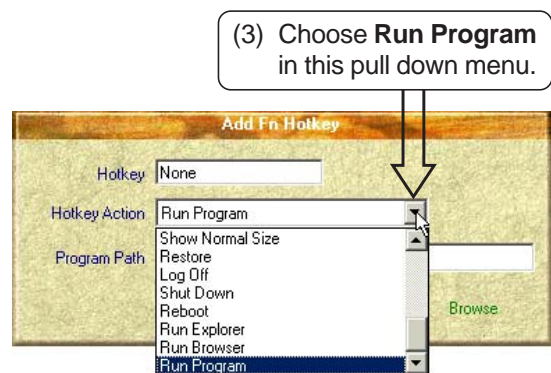 (3) Choose Run Program
in this pull down menu.
Add Fn Hotkey
Hotkey None
Hotkey Action Run Program
Show Normal Size
Program Path Restore
Log Off
Shut Down
Reboot
Browse
Run Explorer
Run Browser
Run Program